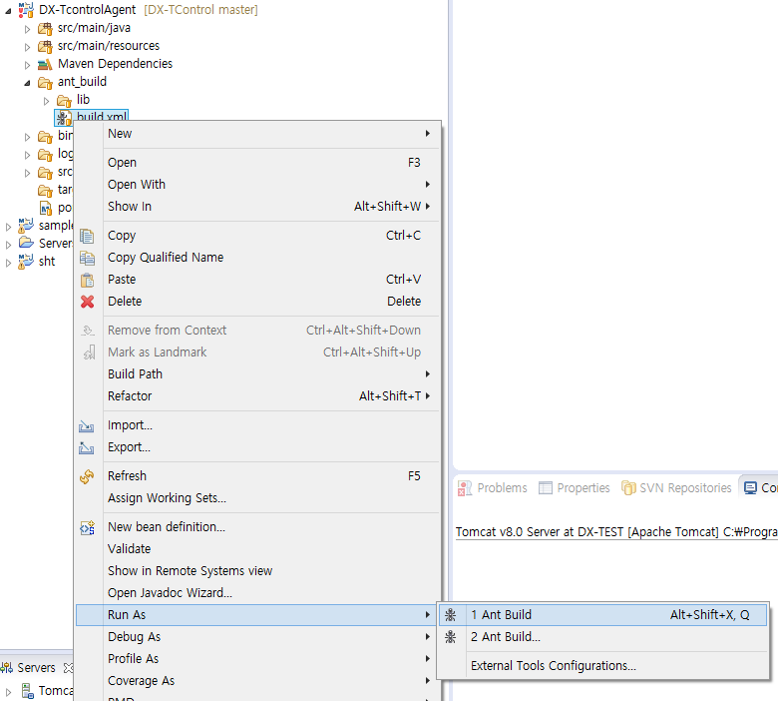 DX-TcontrolAgent [DX-TControl master]
src/main/java
src/main/resources
Maven Dependencies
ant_build
lib
build.xml
bin
log
src
tar
po
sample
Server
sht
New
Open F3
Open With
Show In Alt+Shift+W
Copy Ctrl+C
Copy Qualified Name
Paste Ctrl+V
Delete Delete
Remove from Context Ctrl+Alt+Shift+Down
Mark as Landmark Ctrl+Alt+Shift+Up
Build Path
Refactor Alt+Shift+T
Import...
Export...
Refresh F5
Assign Working Sets...
New bean definition...
Validate
Show in Remote Systems view
Open Javadoc Wizard...
Run As
Debug As
Profile As
Coverage As
PMD
1 Ant Build Alt+Shift+X, Q
2 Ant Build...
External Tools Configurations...
Problems Properties SVN Repositories Co
Tomcat v8.0 Server at DX-TEST [Apache Tomcat] C:₩Progra
Servers
Tomca